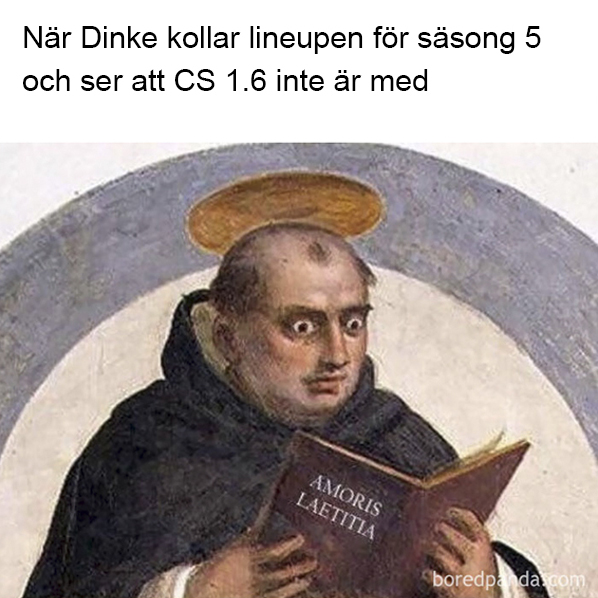 När Dinke kollar lineupen för säsong 5
och ser att CS 1.6 inte är med
AMORIS
LAETITIA
boredpanda.com